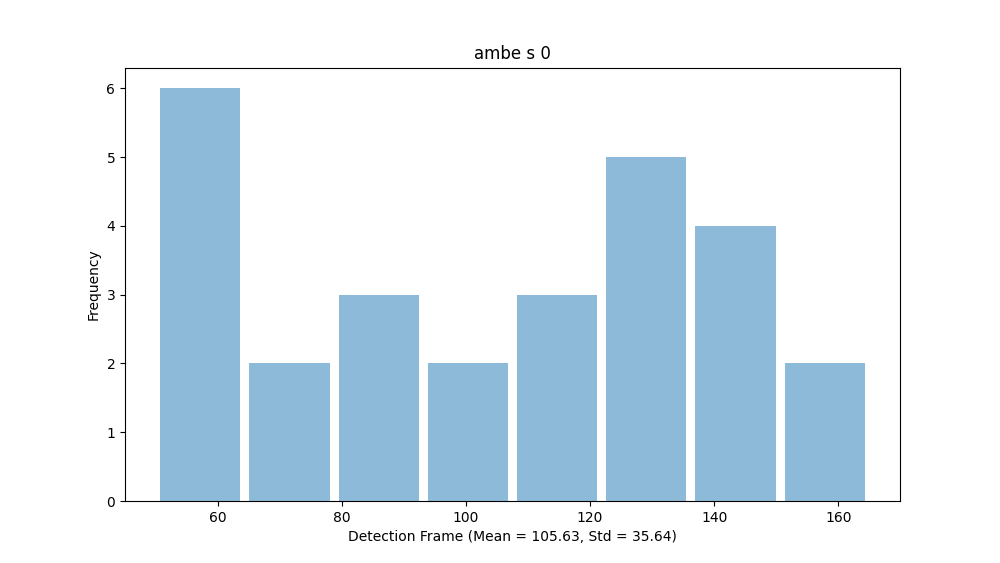 ambe s 0
6
5
4
3
2
1
0
Frequency
60 80 100 120 140 160
Detection Frame (Mean = 105.63, Std = 35.64)